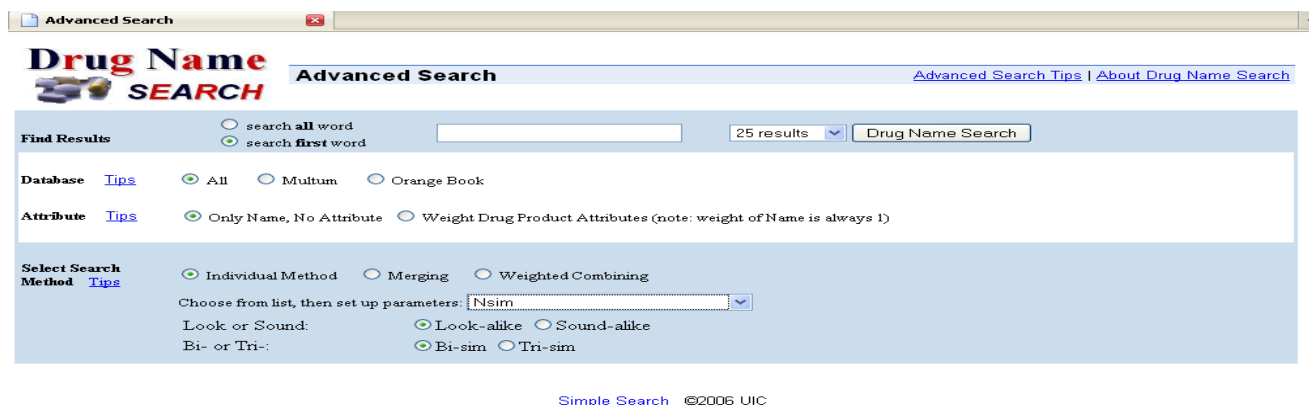 Advanced Search
Drug Name
SEARCH
Advanced Search
Advanced Search Tips | About Drug Name Search
Find Results
search all word
search first word
25 results
Drug Name Search
Database Tips
All Multum Orange Book
Attribute Tips
Only Name, No Attribute Weight Drug Product Attributes (note: weight of Name is always 1)
Select Search
Method Tips
Individual Method Merging Weighted Combining
Choose from list, then set up parameters: Nsim
Look or Sound: Look-alike Sound-alike
Bi- or Tri-: Bi-sim Tri-sim
Simple Search ©2006 UIC